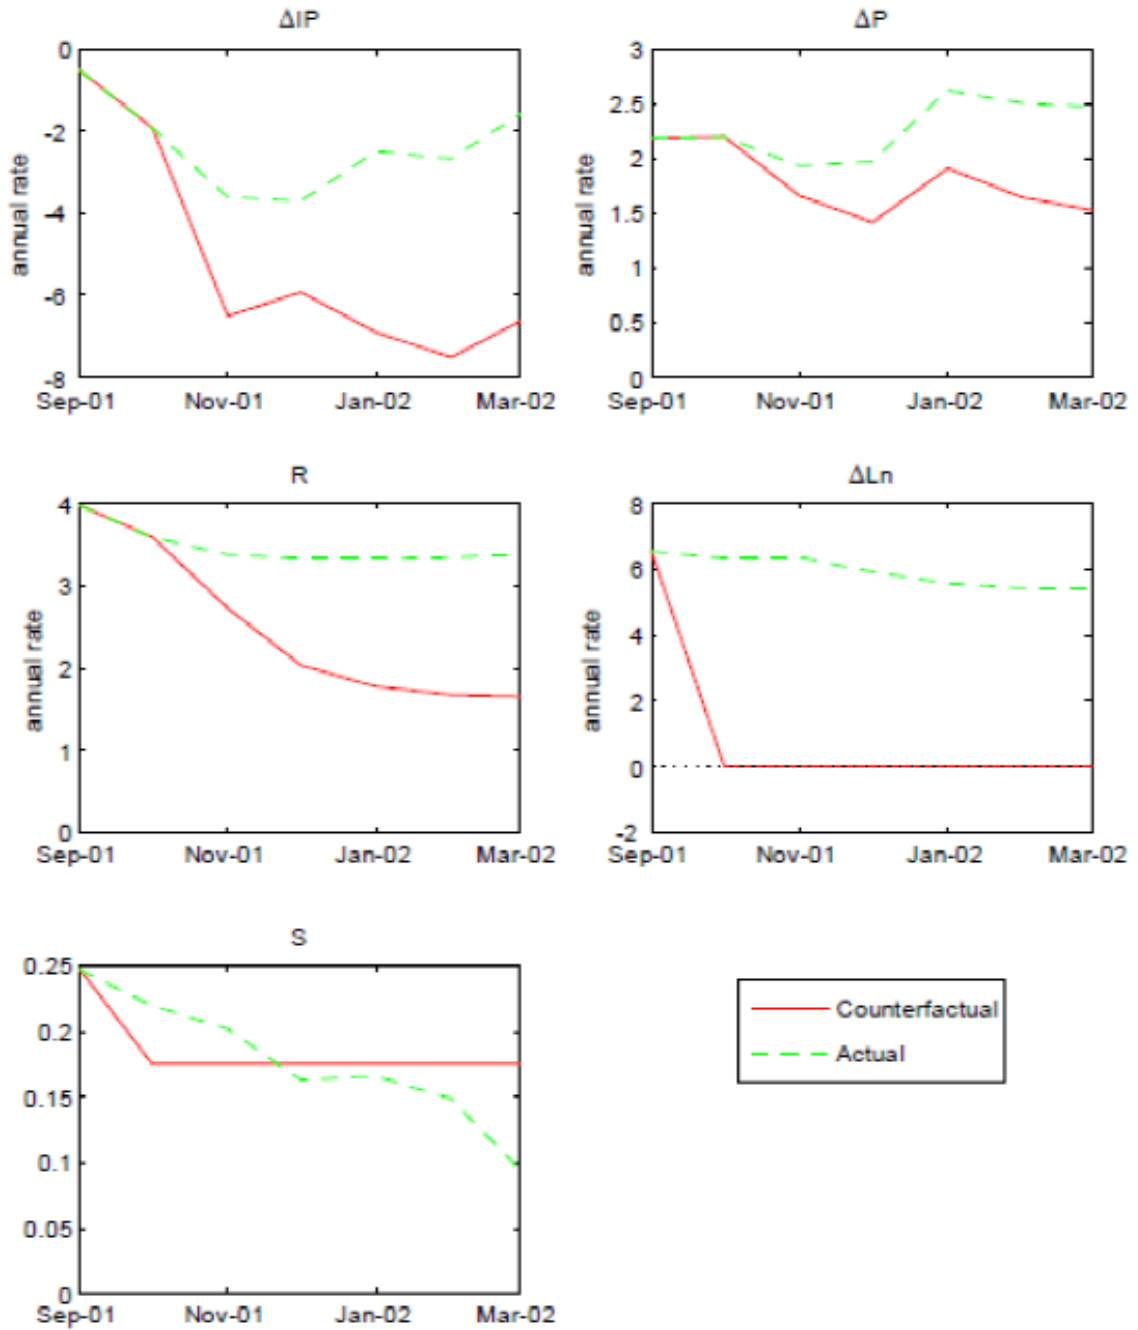 ΔIP
0
-2
-4
-6
-8
annual rate
Sep-01 Nov-01 Jan-02 Mar-02
ΔP
3
2.5
2
1.5
1
0.5
0
annual rate
Sep-01 Nov-01 Jan-02 Mar-02
R
4
3
2
1
0
annual rate
Sep-01 Nov-01 Jan-02 Mar-02
ΔLn
8
6
4
2
0
-2
annual rate
Sep-01 Nov-01 Jan-02 Mar-02
S
0.25
0.2
0.15
0.1
0.05
0
Sep-01 Nov-01 Jan-02 Mar-02
Counterfactual
Actual